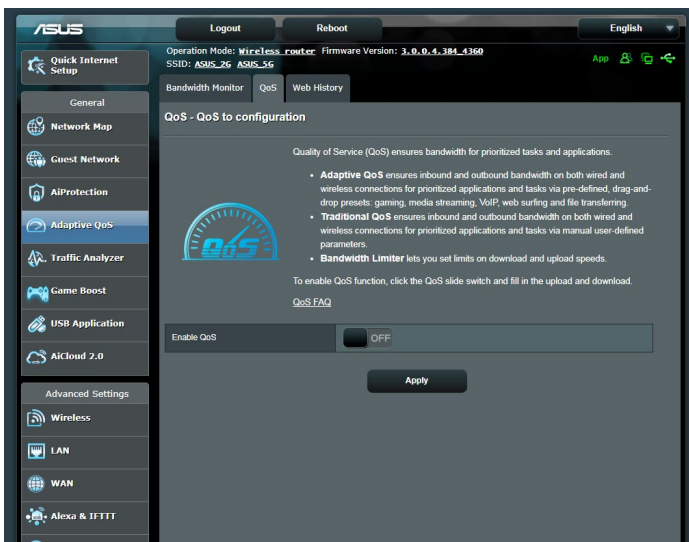 ASUS
Logout
Reboot
English
Quick Internet
Setup
Operation Mode: Wireless router Firmware Version: 3.0.0.4.384_4360
SSID: ASUS_2G ASUS_5G
App
General
Network Map
Guest Network
AiProtection
Adaptive QoS
Traffic Analyzer
Game Boost
USB Application
AiCloud 2.0
Advanced Settings
Wireless
LAN
WAN
Alexa & IFTTT
Bandwidth Monitor
QoS
Web History
QoS - QoS to configuration
QoS
Quality of Service (QoS) ensures bandwidth for prioritized tasks and applications.
• Adaptive QoS ensures inbound and outbound bandwidth on both wired and
wireless connections for prioritized applications and tasks via pre-defined, drag-and-
drop presets: gaming, media streaming, VoIP, web surfing and file transferring.
• Traditional QoS ensures inbound and outbound bandwidth on both wired and
wireless connections for prioritized applications and tasks via manual user-defined
parameters.
• Bandwidth Limiter lets you set limits on download and upload speeds.
To enable QoS function, click the QoS slide switch and fill in the upload and download.
QoS FAQ
Enable QoS
OFF
Apply